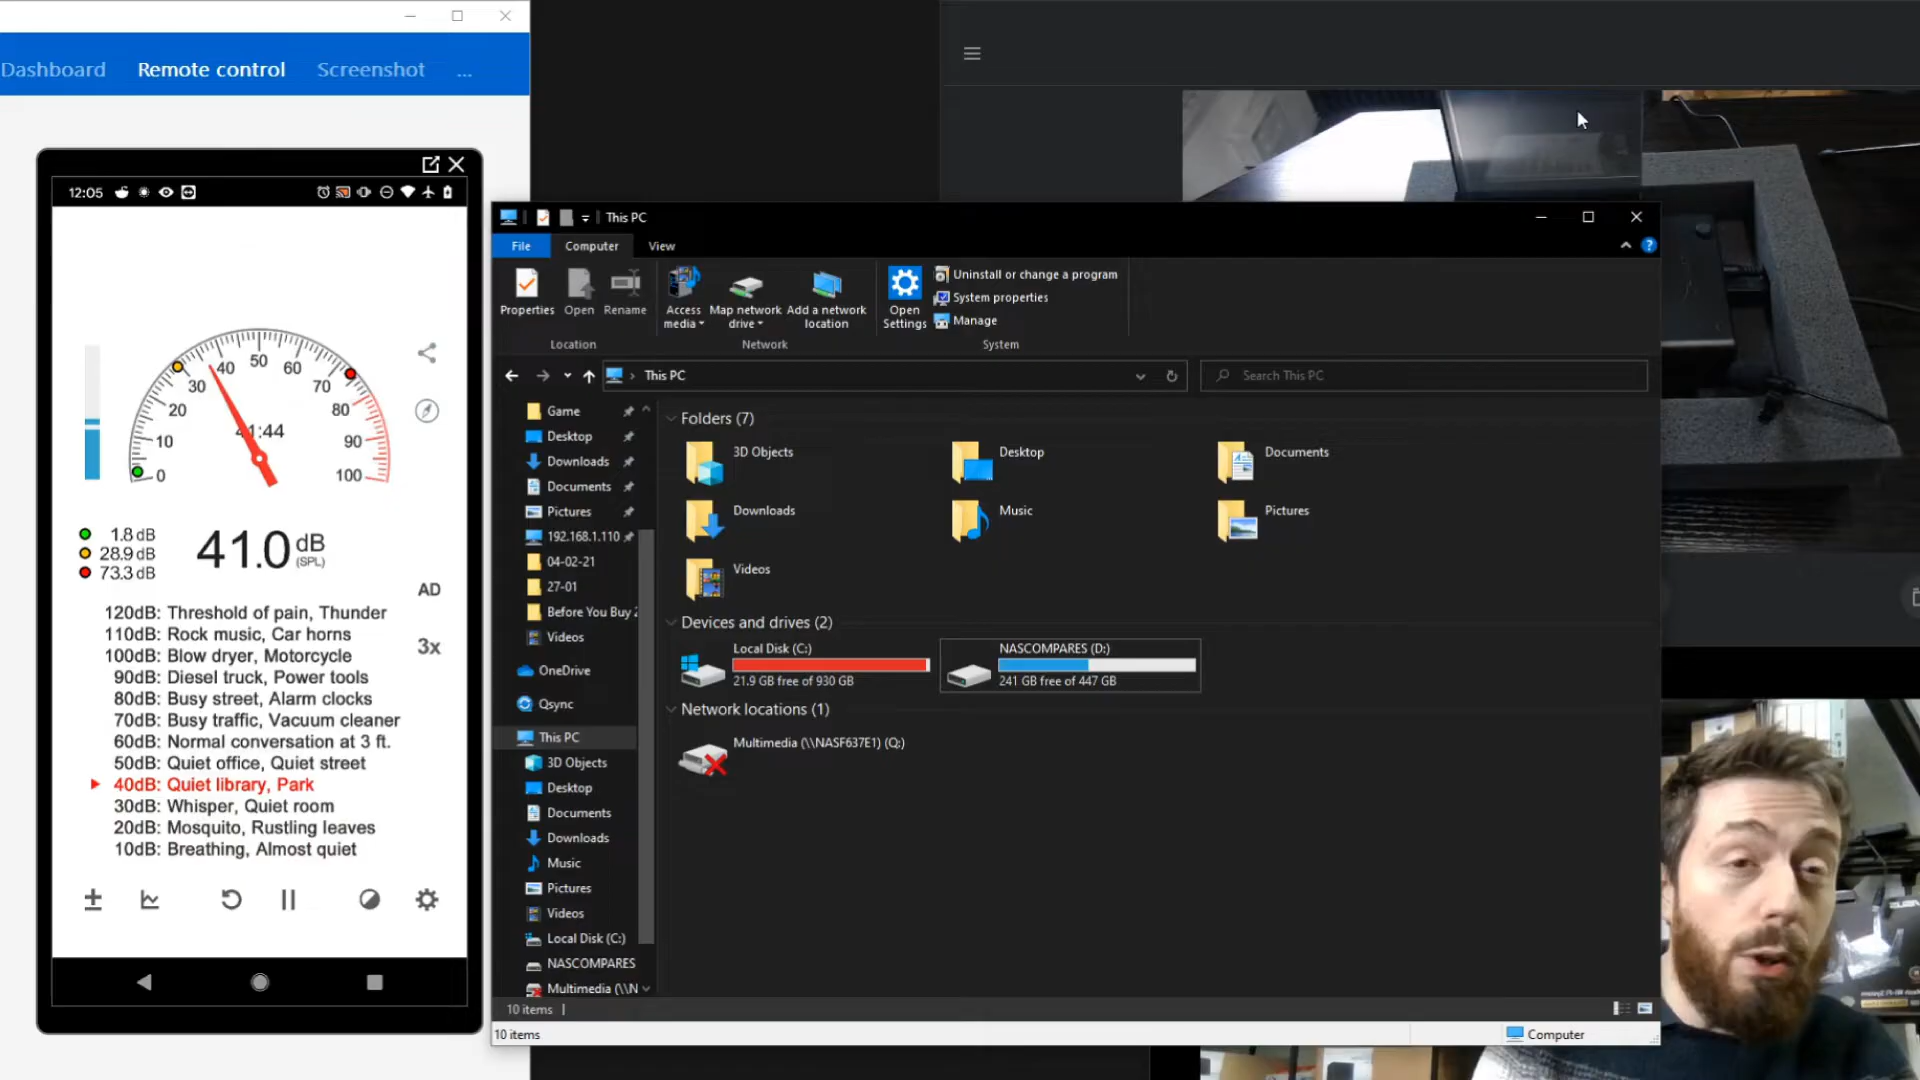 Dashboard
Remote control
Screenshot
...
12:05
0
10
20
30
40
50
60
70
80
90
100
41:44
1.8 dB
28.9 dB
73.3 dB
41.0 dB
(SPL)
AD
3x
120dB: Threshold of pain, Thunder
110dB: Rock music, Car horns
100dB: Blow dryer, Motorcycle
90dB: Diesel truck, Power tools
80dB: Busy street, Alarm clocks
70dB: Busy traffic, Vacuum cleaner
60dB: Normal conversation at 3 ft.
50dB: Quiet office, Quiet street
40dB: Quiet library, Park
30dB: Whisper, Quiet room
20dB: Mosquito, Rustling leaves
10dB: Breathing, Almost quiet
This PC
File
Computer
View
Properties
Open
Rename
Location
Access media
Map network drive
Add a network location
Network
Open Settings
Uninstall or change a program
System properties
Manage
System
This PC
Search This PC
Game
Desktop
Downloads
Documents
Pictures
192.168.1.110
04-02-21
27-01
Before You Buy 2
Videos
OneDrive
Qsync
This PC
3D Objects
Desktop
Documents
Downloads
Music
Pictures
Videos
Local Disk (C:)
NASCOMPARES
Multimedia (\\N
Folders (7)
3D Objects
Desktop
Documents
Downloads
Music
Pictures
Videos
Devices and drives (2)
Local Disk (C:)
21.9 GB free of 930 GB
NASCOMPARES (D:)
241 GB free of 447 GB
Network locations (1)
Multimedia (\\NASF637E1) (Q:)
10 items
10 items
Computer